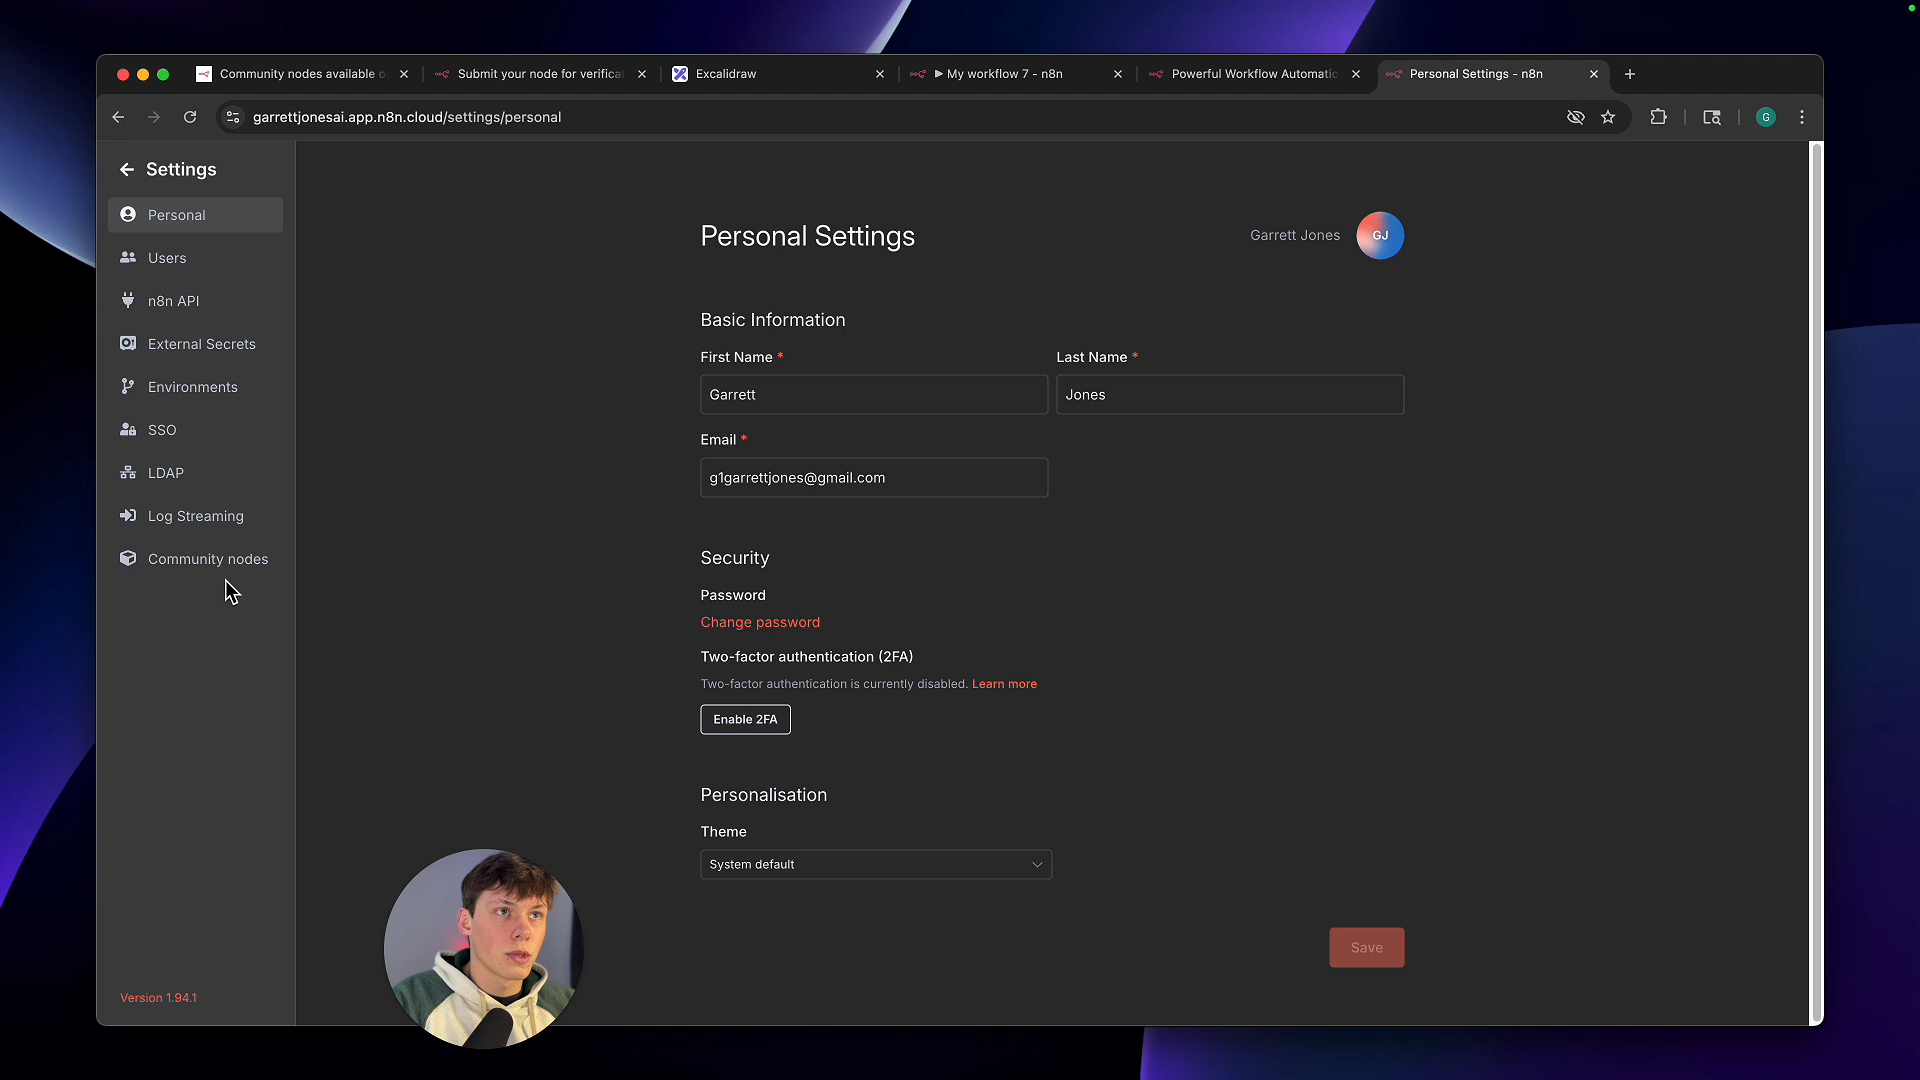 Community nodes available o
Submit your node for verifica
Excalidraw
My workflow 7 - n8n
Powerful Workflow Automatio
Personal Settings - n8n
garrettjonesai.app.n8n.cloud/settings/personal
G
Settings
Personal
Users
n8n API
External Secrets
Environments
SSO
LDAP
Log Streaming
Community nodes
Version 1.94.1
Personal Settings
Garrett Jones
GJ
Basic Information
First Name *
Last Name *
Garrett
Jones
Email *
g1garrettjones@gmail.com
Security
Password
Change password
Two-factor authentication (2FA)
Two-factor authentication is currently disabled. Learn more
Enable 2FA
Personalisation
Theme
System default
Save